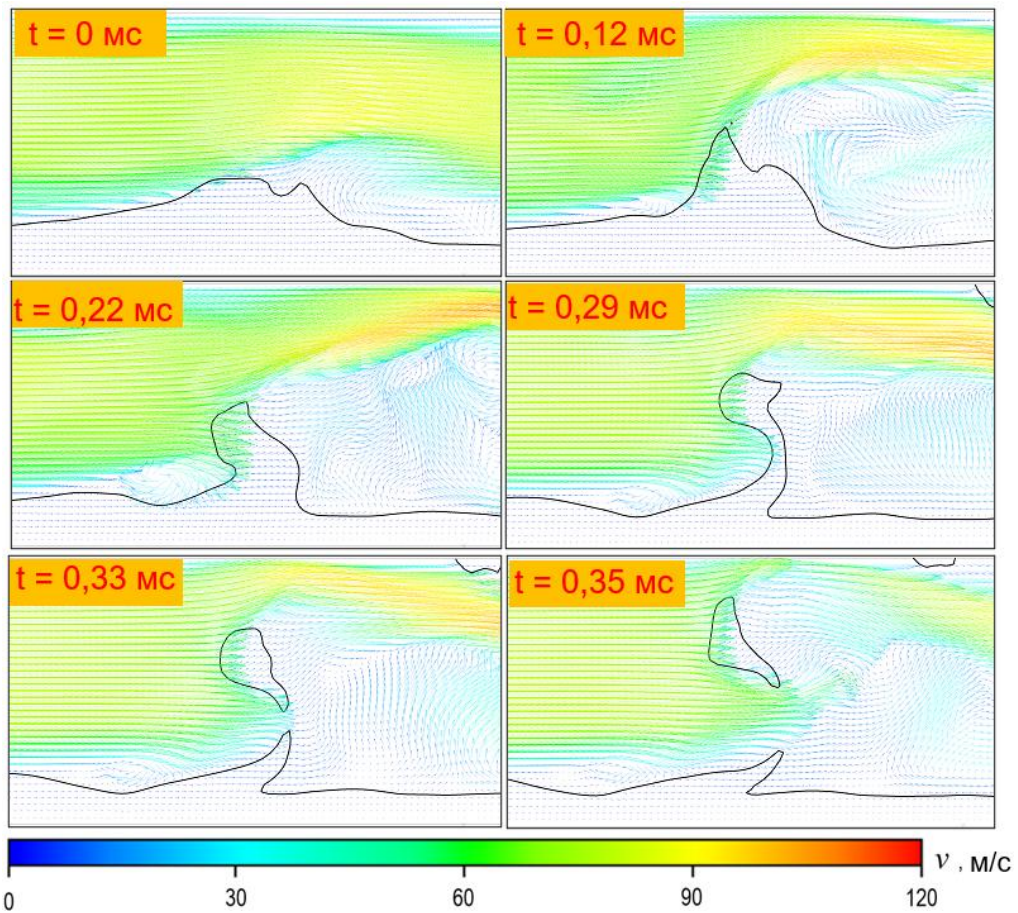 t = 0 мс
t = 0,12 мс
t = 0,22 мс
t = 0,29 мс
t = 0,33 мс
t = 0,35 мс
0 30 60 90 120 v , м/с